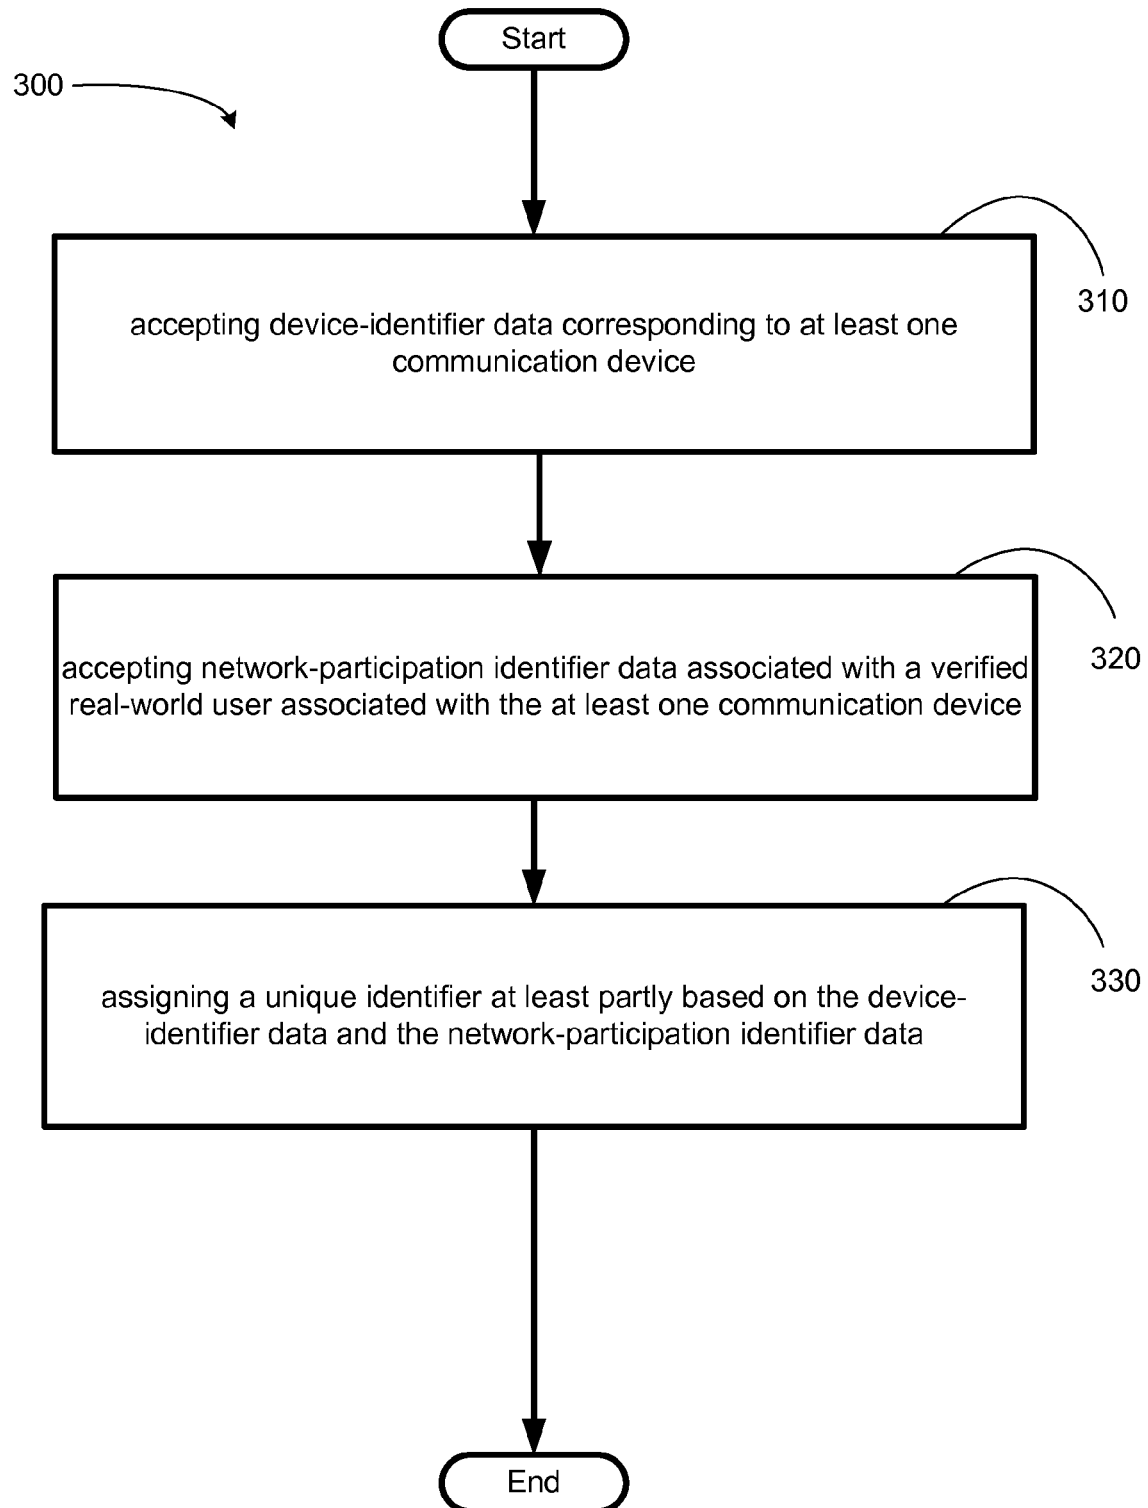 Start
300
310
accepting device-identifier data corresponding to at least one
communication device
320
accepting network-participation identifier data associated with a verified
real-world user associated with the at least one communication device
330
assigning a unique identifier at least partly based on the device-
identifier data and the network-participation identifier data
End